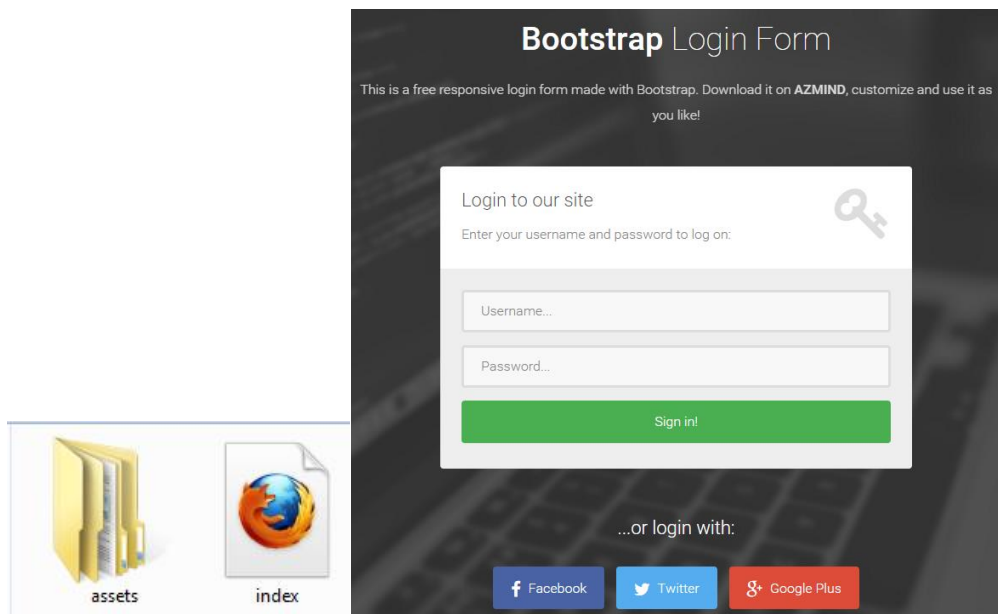 Bootstrap Login Form
This is a free responsive login form made with Bootstrap. Download it on AZMIND, customize and use it as
you like!
Login to our site
Enter your username and password to log on:
Username...
Password...
Sign in!
...or login with:
Facebook
Twitter
Google Plus
assets
index